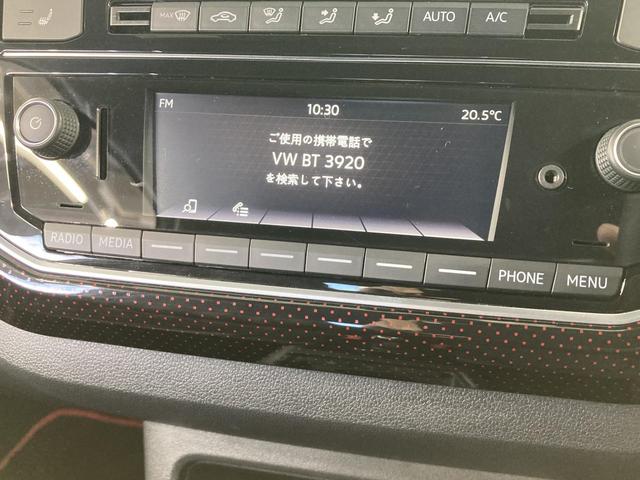 MAX
AUTO
A/C
FM
10:30
20.5°C
ご使用の携帯電話で
VW BT 3920
を検索して下さい。
RADIO
MEDIA
PHONE
MENU